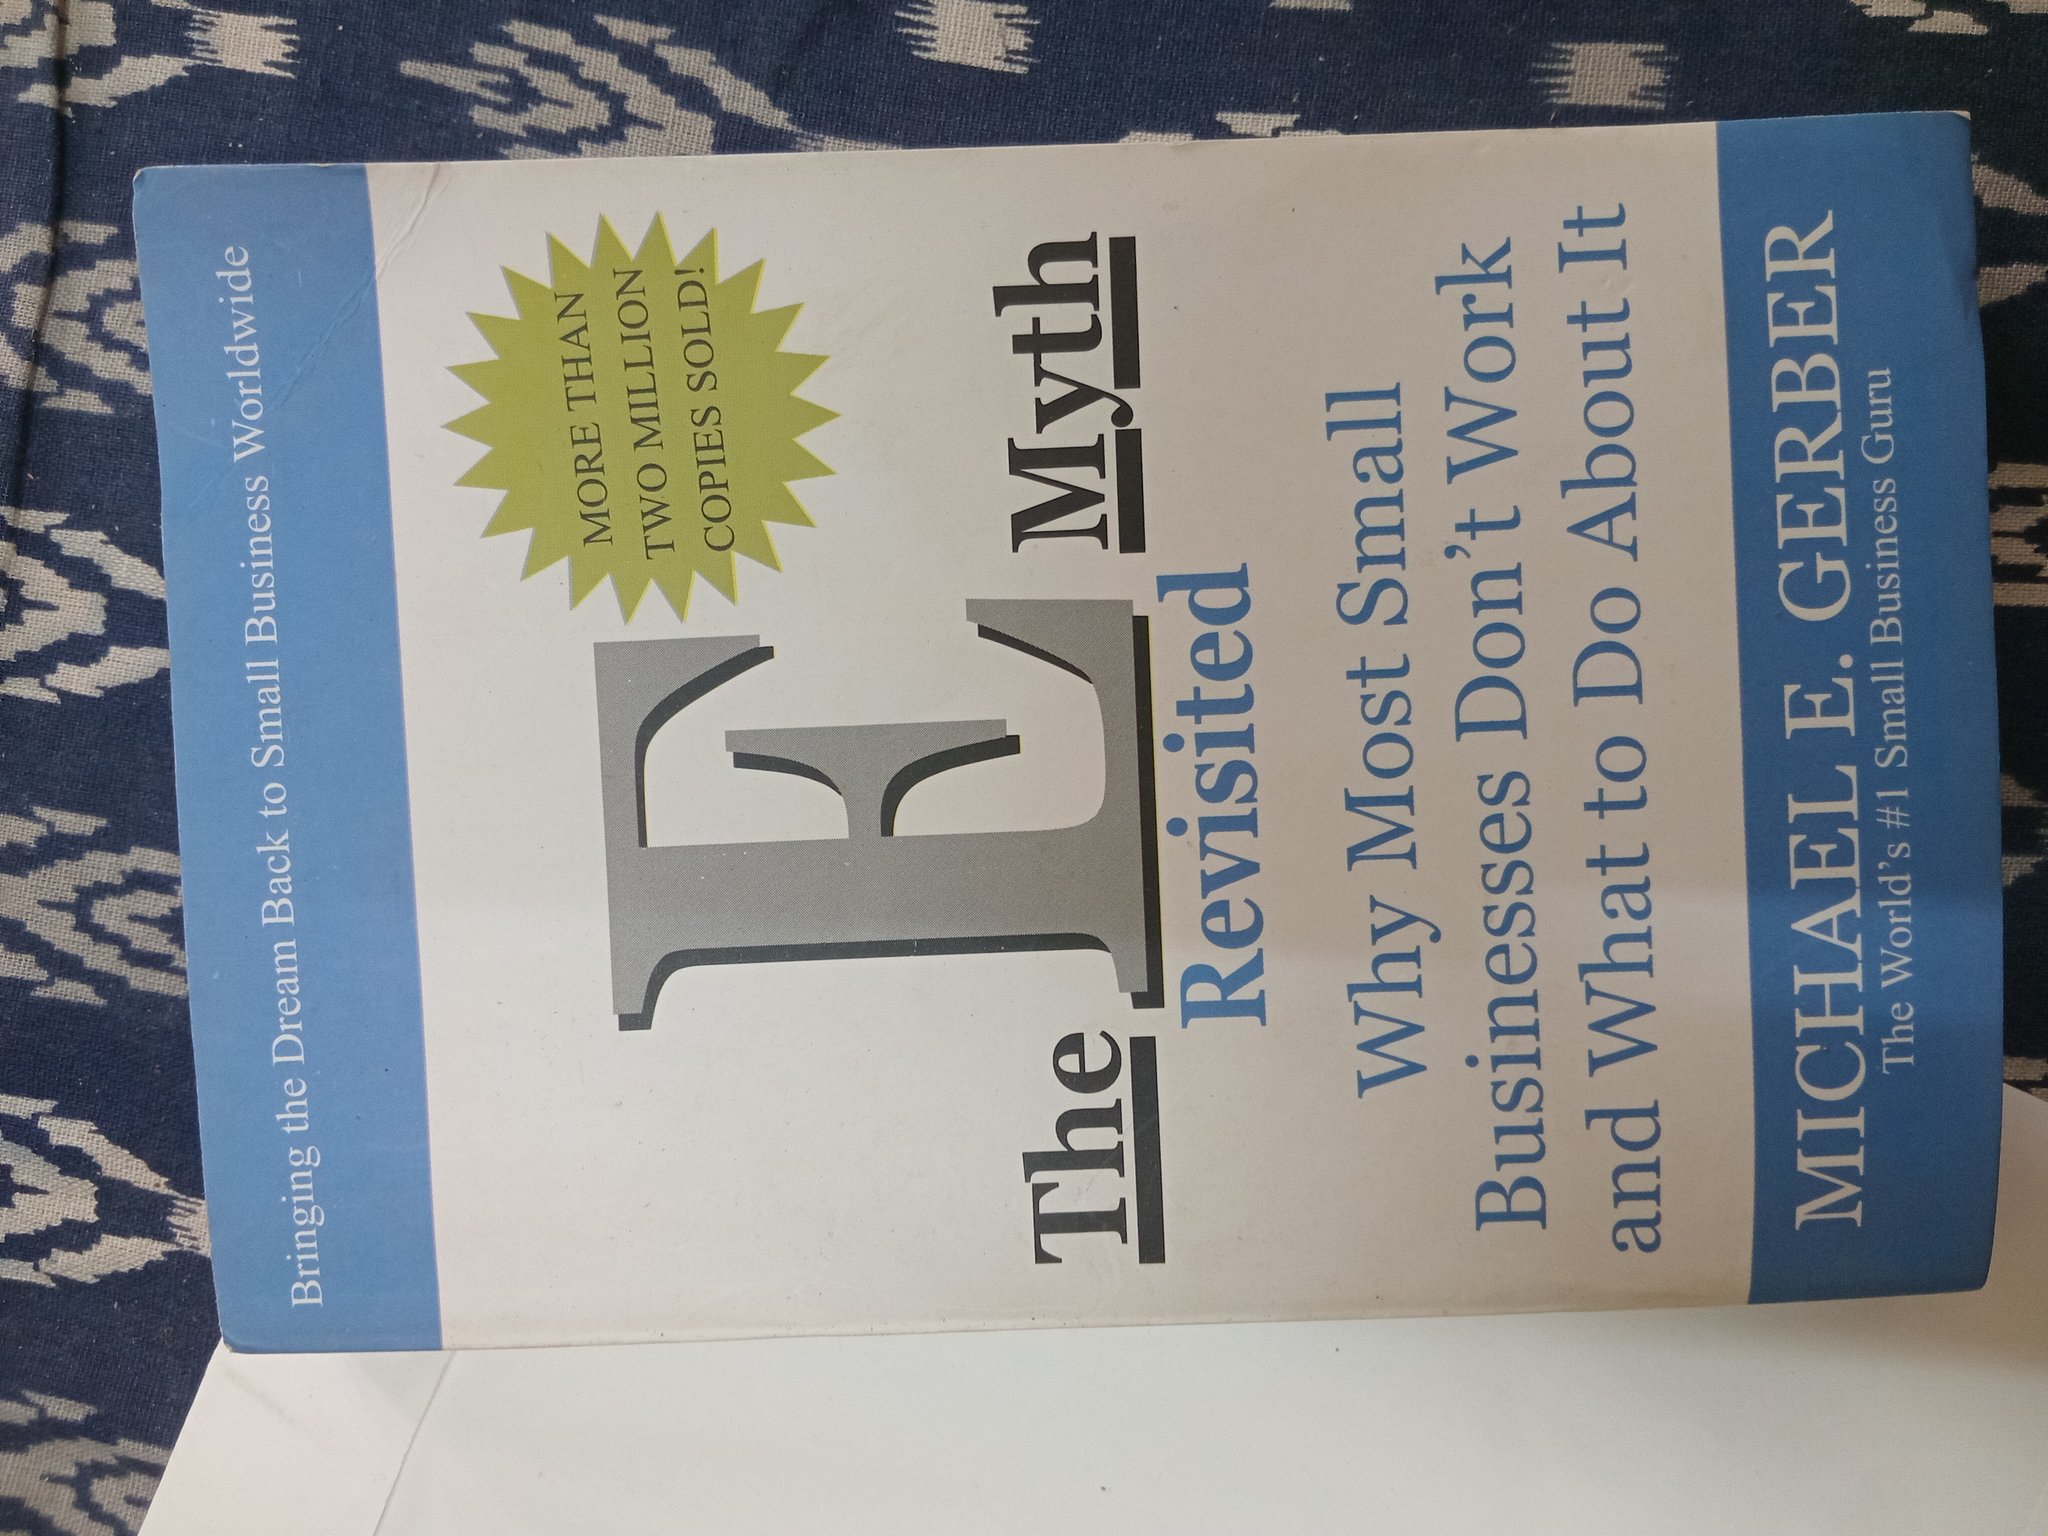 Bringing the Dream Back to Small Business Worldwide
MORE THAN
TWO MILLION
COPIES SOLD!
The E Myth
Revisited
Why Most Small
Businesses Don't Work
and What to Do About It
MICHAEL E. GERBER
The World's #1 Small Business Guru